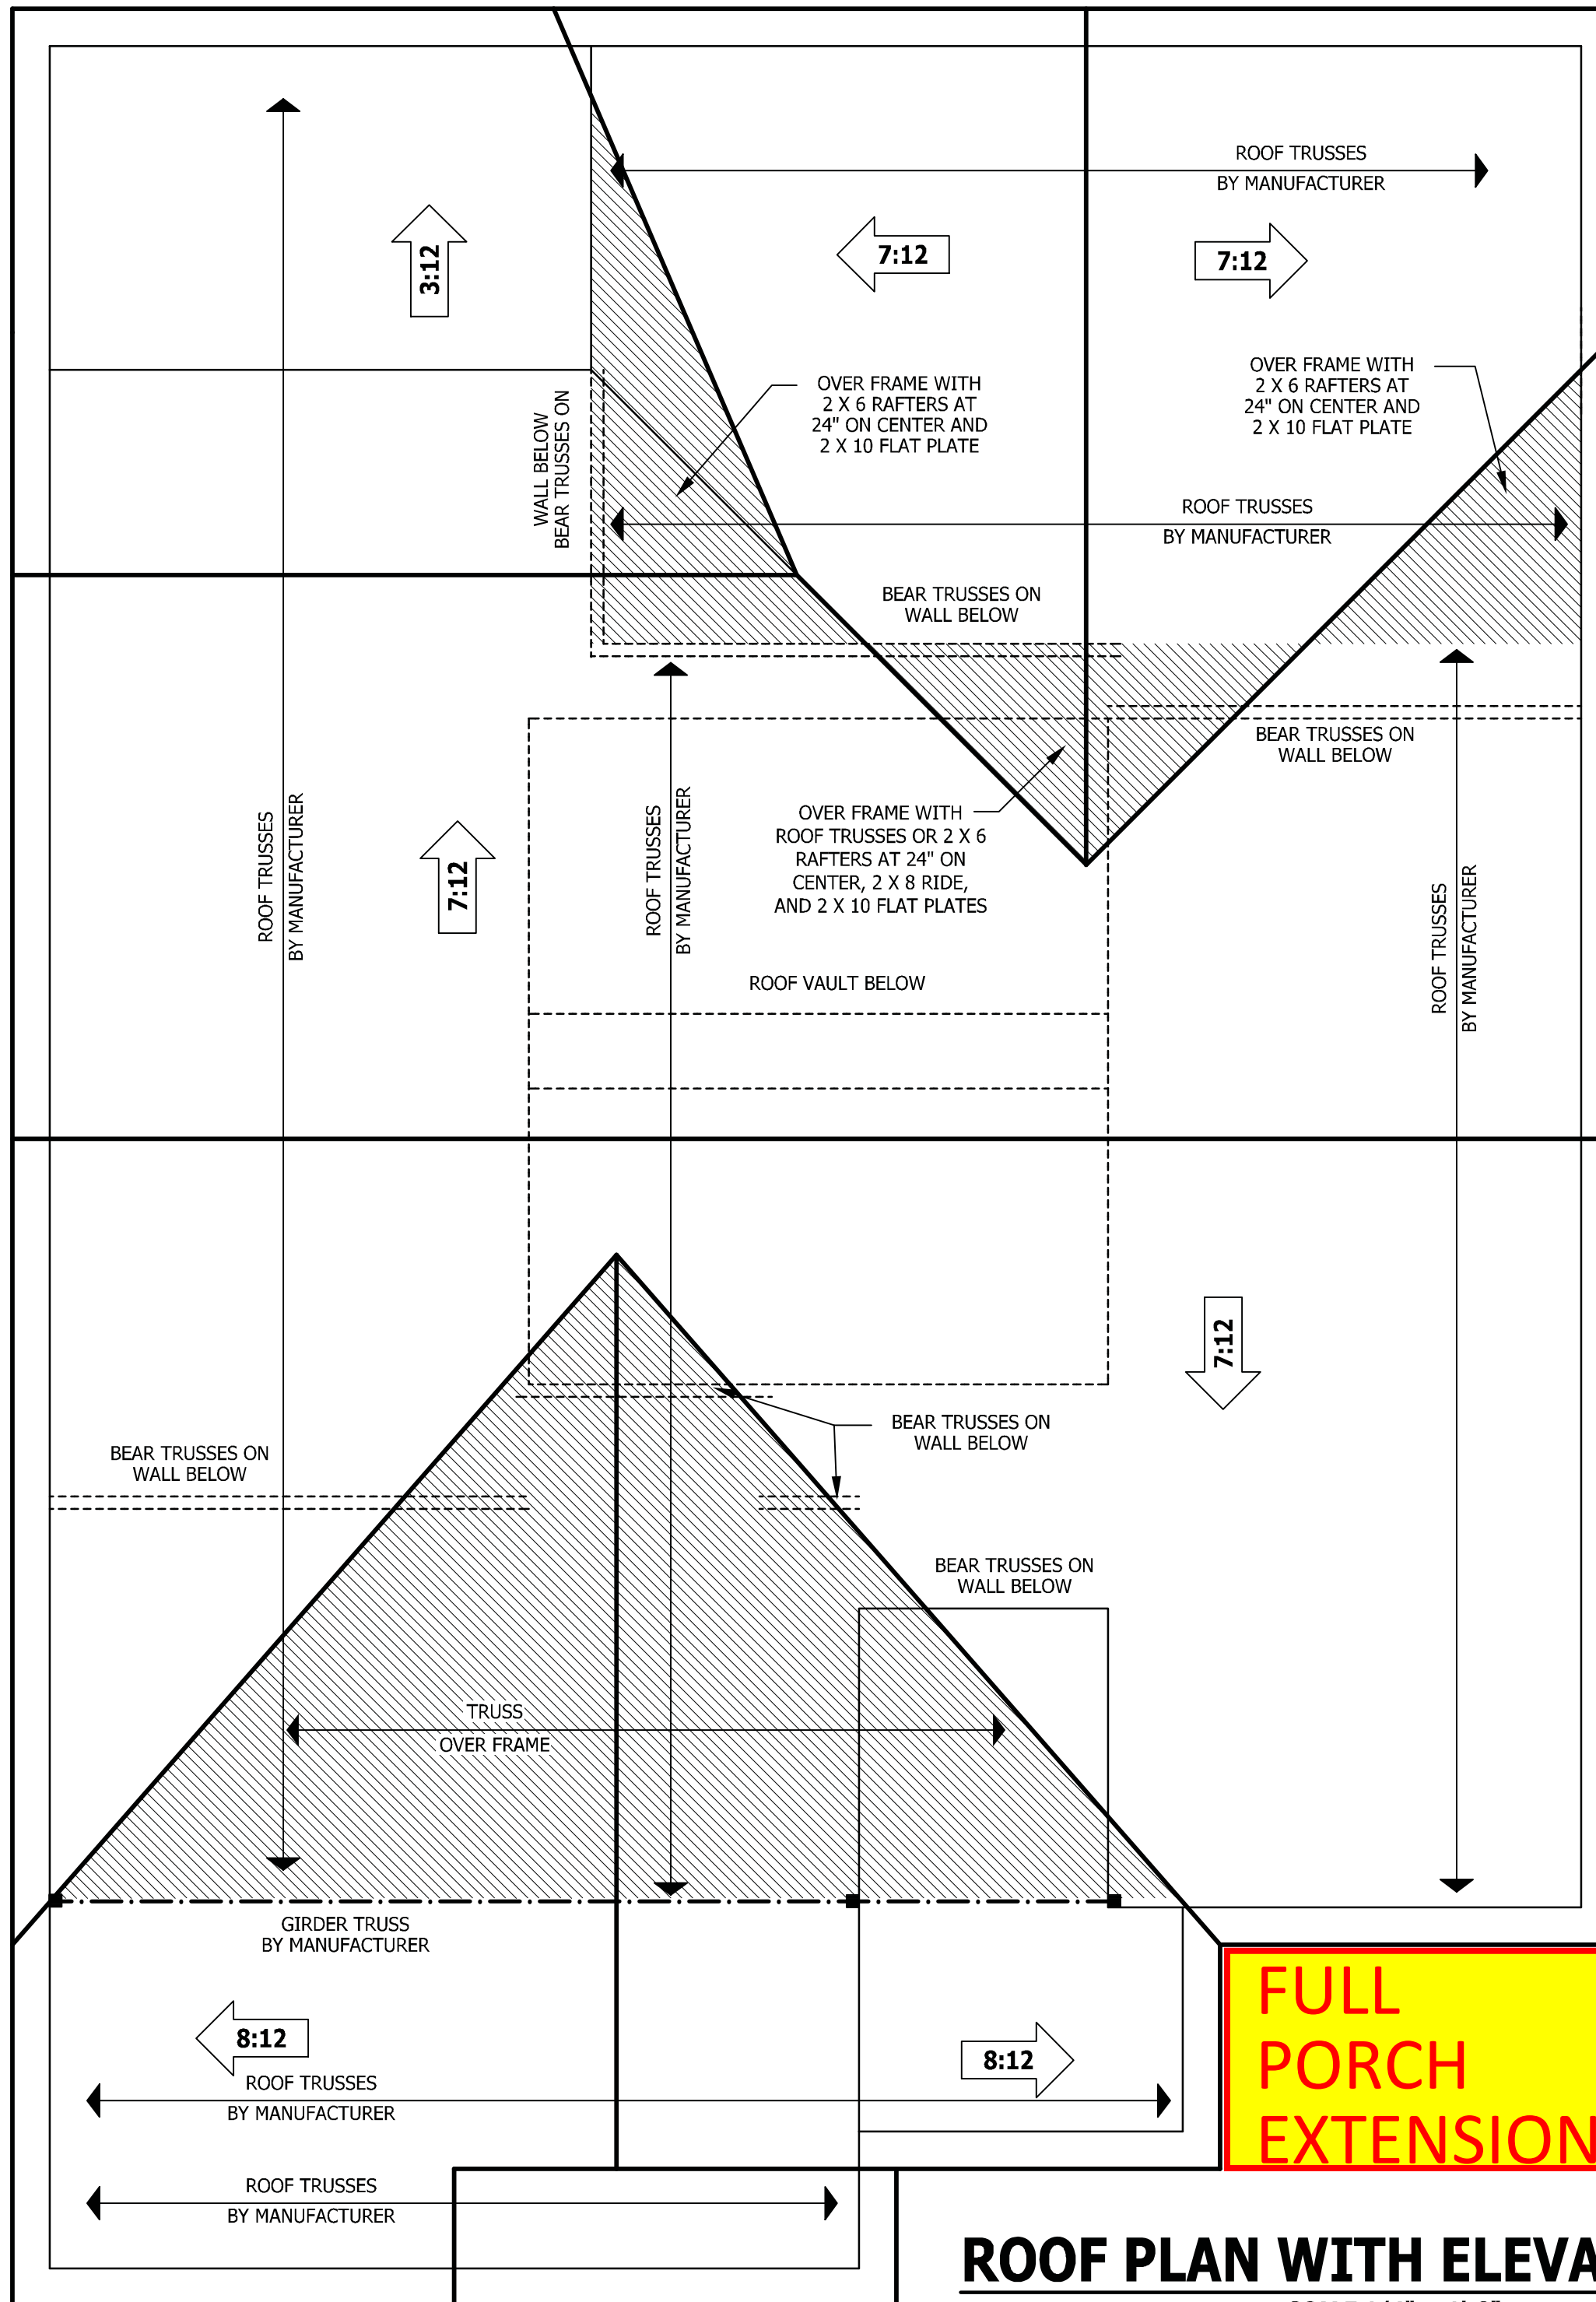 ROOF TRUSSES
BY MANUFACTURER
3:12
7:12
7:12
OVER FRAME WITH
2 X 6 RAFTERS AT
24" ON CENTER AND
2 X 10 FLAT PLATE
OVER FRAME WITH
2 X 6 RAFTERS AT
24" ON CENTER AND
2 X 10 FLAT PLATE
WALL BELOW
BEAR TRUSSES ON
ROOF TRUSSES
BY MANUFACTURER
BEAR TRUSSES ON
WALL BELOW
BEAR TRUSSES ON
WALL BELOW
ROOF TRUSSES
BY MANUFACTURER
7:12
ROOF TRUSSES
BY MANUFACTURER
OVER FRAME WITH
ROOF TRUSSES OR 2 X 6
RAFTERS AT 24" ON
CENTER, 2 X 8 RIDE,
AND 2 X 10 FLAT PLATES
ROOF TRUSSES
BY MANUFACTURER
ROOF VAULT BELOW
7:12
BEAR TRUSSES ON
WALL BELOW
BEAR TRUSSES ON
WALL BELOW
BEAR TRUSSES ON
WALL BELOW
TRUSS
OVER FRAME
GIRDER TRUSS
BY MANUFACTURER
8:12
8:12
FULL
PORCH
EXTENSION
ROOF TRUSSES
BY MANUFACTURER
ROOF TRUSSES
BY MANUFACTURER
ROOF PLAN WITH ELEVA